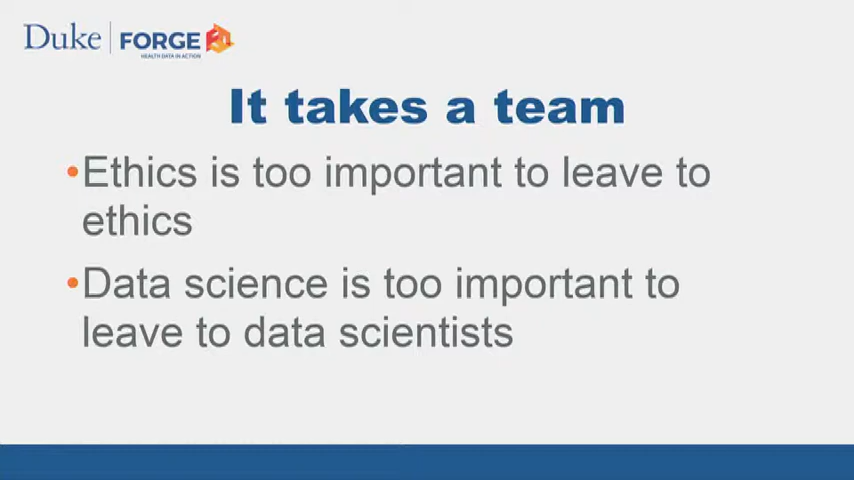 Duke FORGE
HEALTH DATA IN ACTION
It takes a team
•Ethics is too important to leave to
ethics
•Data science is too important to
leave to data scientists